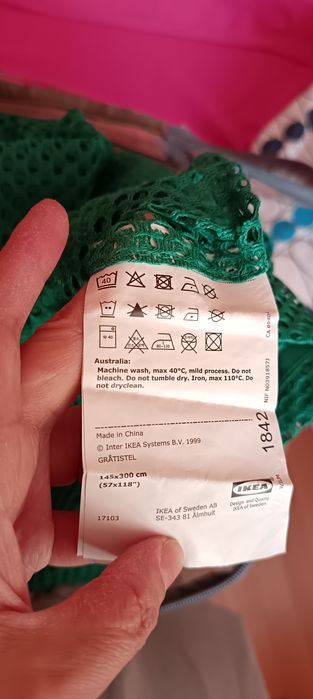 40
Australia:
Machine wash, max 40°C, mild process. Do not
bleach. Do not tumble dry. Iron, max 110°C. Do
not dryclean.
Made in China
© Inter IKEA Systems B.V. 1999
GRÅTISTEL
145x300 cm
(57x118")
17103
IKEA of Sweden AB
SE-343 81 Älmhult
IKEA
Design and Quality
IKEA of Sweden
1842